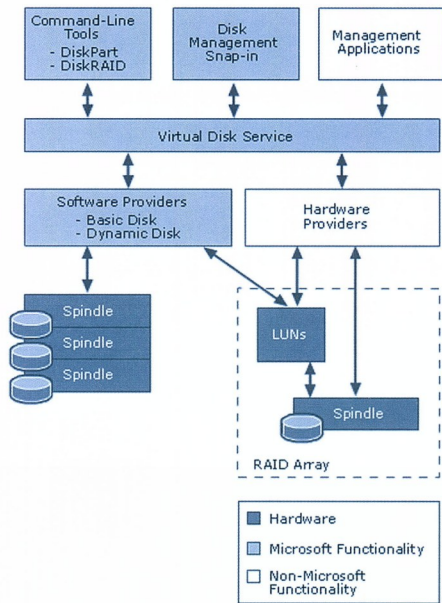 Command-Line
Tools
- DiskPart
- DiskRAID
Disk
Management
Snap-in
Management
Applications
Virtual Disk Service
Software Providers
- Basic Disk
- Dynamic Disk
Hardware
Providers
Spindle
Spindle
Spindle
LUNs
Spindle
RAID Array
Hardware
Microsoft Functionality
Non-Microsoft
Functionality